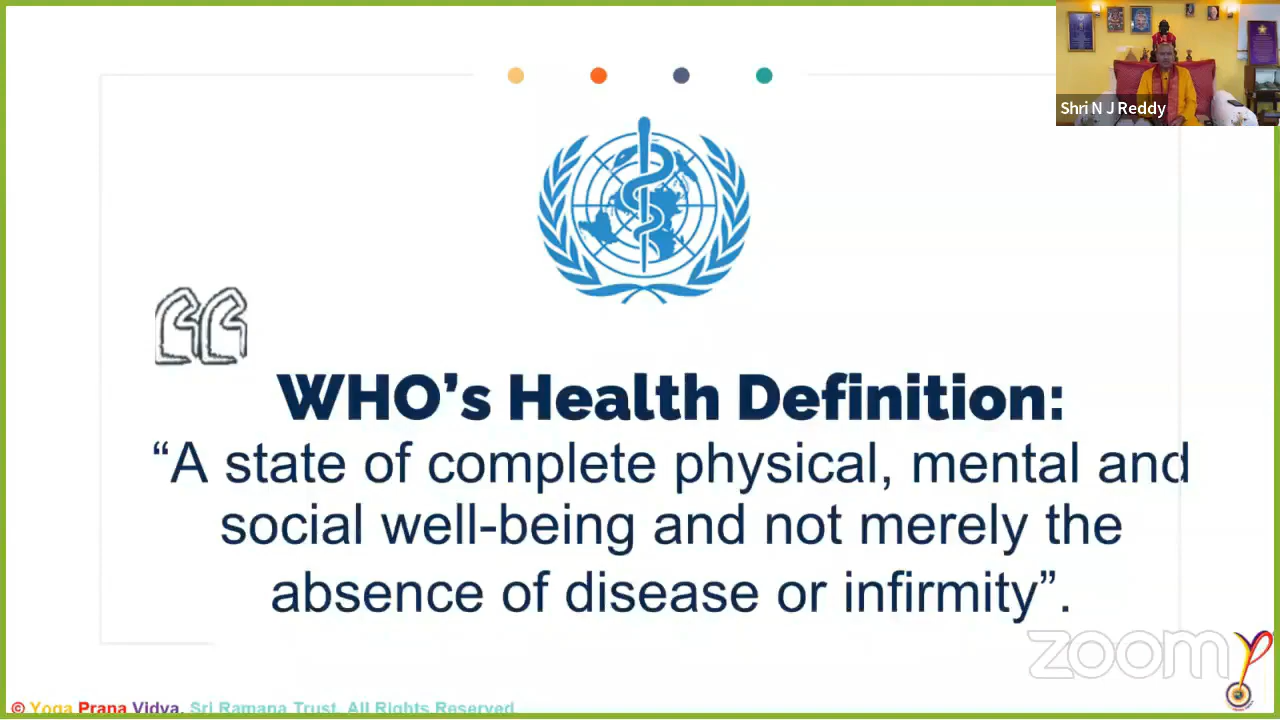 Shri N J Reddy
WHO’s Health Definition:
“A state of complete physical, mental and
social well-being and not merely the
absence of disease or infirmity”.
zoom
© Yoga Prana Vidya, Sri Ramana Trust, All Rights Reserved